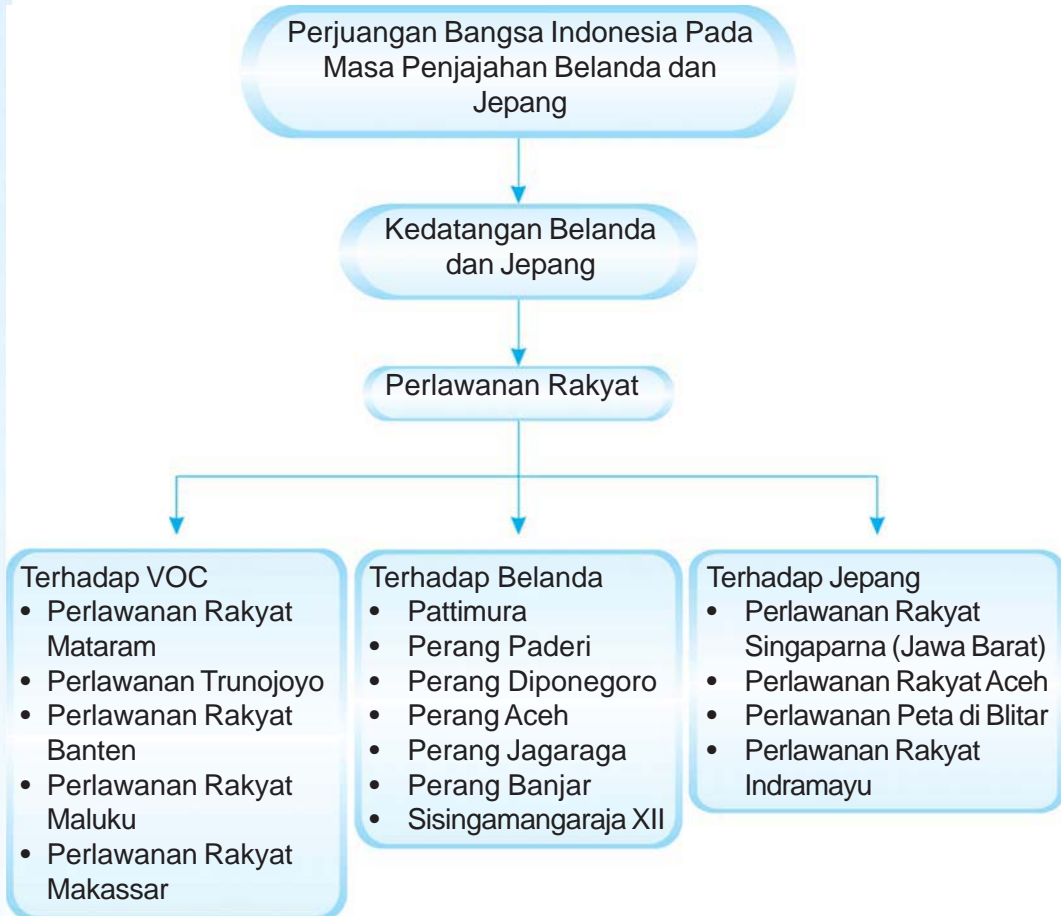 Perjuangan Bangsa Indonesia Pada
Masa Penjajahan Belanda dan
Jepang
Kedatangan Belanda
dan Jepang
Perlawanan Rakyat
Terhadap VOC
• Perlawanan Rakyat
Mataram
• Perlawanan Trunojoyo
• Perlawanan Rakyat
Banten
• Perlawanan Rakyat
Maluku
• Perlawanan Rakyat
Makassar
Terhadap Belanda
• Pattimura
• Perang Paderi
• Perang Diponegoro
• Perang Aceh
• Perang Jagaraga
• Perang Banjar
• Sisingamangaraja XII
Terhadap Jepang
• Perlawanan Rakyat
Singaparna (Jawa Barat)
• Perlawanan Rakyat Aceh
• Perlawanan Peta di Blitar
• Perlawanan Rakyat
Indramayu